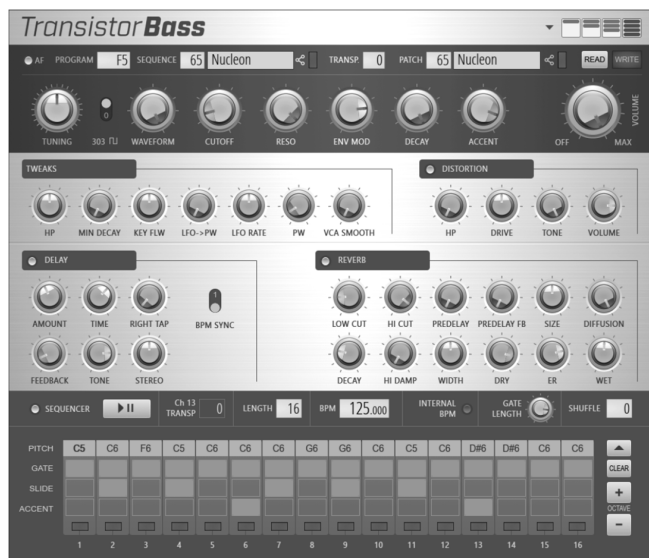 TransistorBass
AF PROGRAM F5 SEQUENCE 65 Nucleon TRANSP. 0 PATCH 65 Nucleon READ WRITE
TUNING 0 303 WAVEFORM CUTOFF RESO ENV MOD DECAY ACCENT OFF MAX VOLUME
TWEAKS DISTORTION
HP MIN DECAY KEY FLW LFO->PW LFO RATE PW VCA SMOOTH HP DRIVE TONE VOLUME
DELAY REVERB
1
AMOUNT TIME RIGHT TAP BPM SYNC LOW CUT HI CUT PREDELAY PREDELAY FB SIZE DIFFUSION
FEEDBACK TONE STEREO DECAY HI DAMP WIDTH DRY ER WET
SEQUENCER Ch 13 TRANSP 0 LENGTH 16 BPM 125.000 INTERNAL BPM GATE LENGTH SHUFFLE 0
PITCH C5 C6 F6 C5 C6 C6 C6 G6 G6 C6 C5 C6 D#6 D#6 C6 C6
GATE CLEAR
SLIDE +
ACCENT OCTAVE
-
1 2 3 4 5 6 7 8 9 10 11 12 13 14 15 16